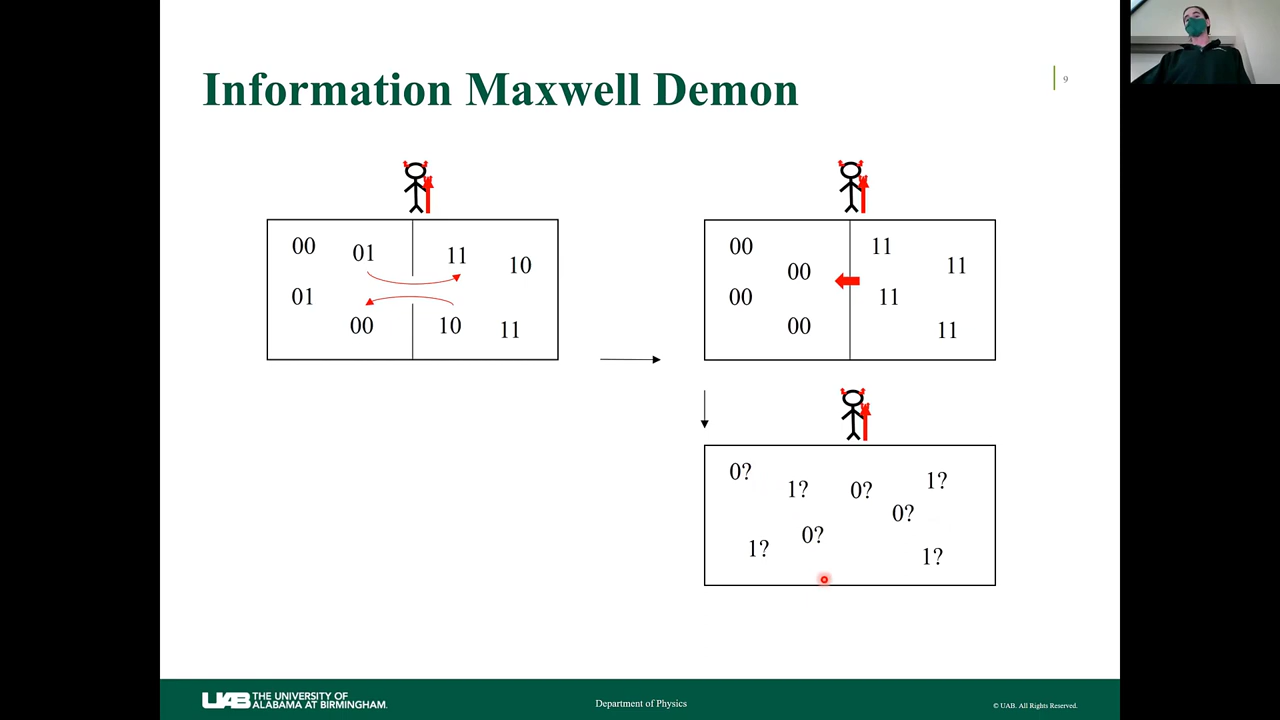 Information Maxwell Demon
9
00 01 11 10
01
00 10 11
00 00 11 11
00 11
00 11
0? 1? 0? 1?
0?
1? 0? 1?
UAB THE UNIVERSITY OF
ALABAMA AT BIRMINGHAM.
Department of Physics
© UAB. All Rights Reserved.